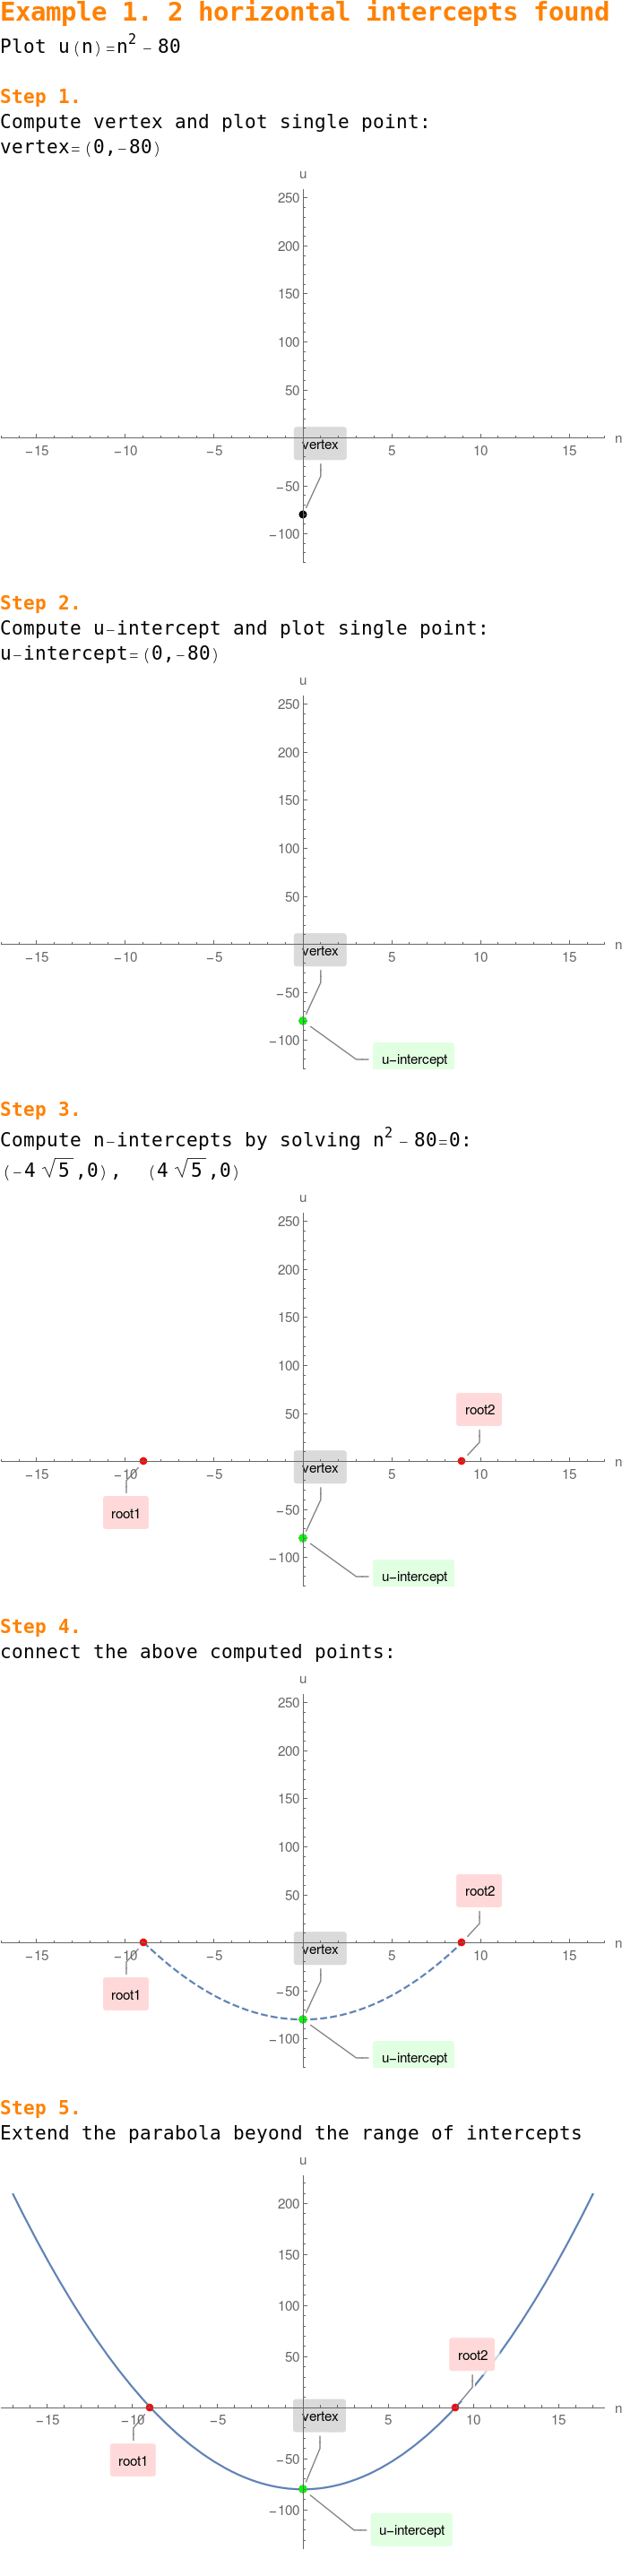 Example 1. 2 horizontal intercepts found
Plot u(n)=n² - 80
Step 1.
Compute vertex and plot single point:
vertex=(0,-80)
u
250
200
150
100
50
vertex
-15 -10 -5 5 10 15 n
-50
-100
Step 2.
Compute u-intercept and plot single point:
u-intercept=(0,-80)
u
250
200
150
100
50
vertex
-15 -10 -5 5 10 15 n
-50
-100
u-intercept
Step 3.
Compute n-intercepts by solving n² - 80=0:
(-4 √5,0), (4 √5,0)
u
250
200
150
100
50
root2
vertex
-15 -10 -5 5 10 15 n
root1
-50
-100
u-intercept
Step 4.
connect the above computed points:
u
250
200
150
100
50
root2
vertex
-15 -10 -5 5 10 15 n
root1
-50
-100
u-intercept
Step 5.
Extend the parabola beyond the range of intercepts
u
200
150
100
50
root2
vertex
-15 -10 -5 5 10 15 n
root1
-50
-100
u-intercept